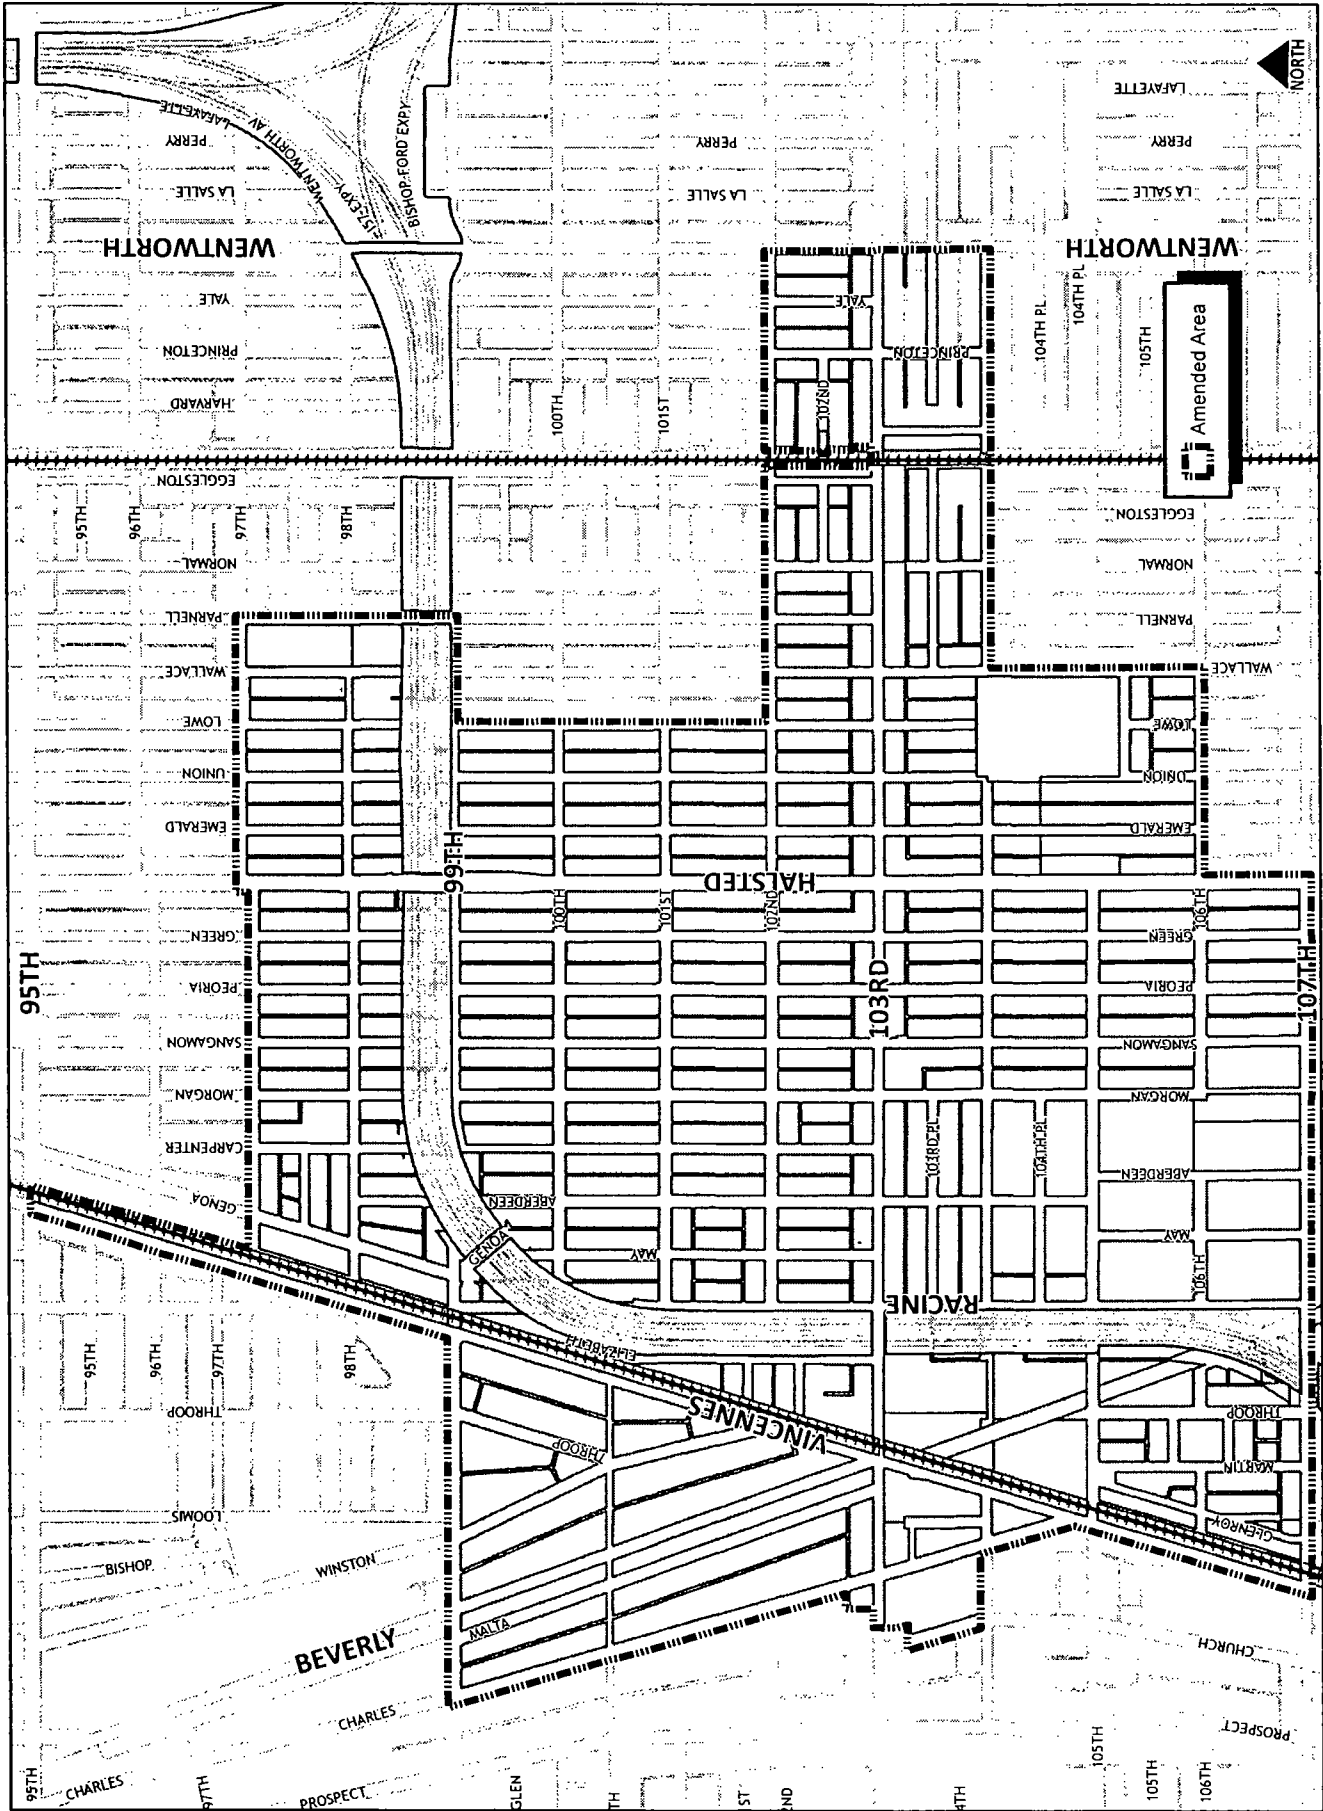 LAFAYETTE
PERRY
LA SALLE
WENTWORTH
YALE
PRINCETON
HARVARD
WENTWORTH AV
I 57-EXPY
BISHOP-FORD EXPY
PERRY
LA SALLE
LAFAYETTE
PERRY
LA SALLE
WENTWORTH
NORTH
YALE
PRINCETON
102ND
100TH
101ST
104TH PL
104TH PL
105TH
Amended Area
EGGLESTON
95TH
96TH
97TH
98TH
NORMAL
PARNELL
WALLACE
LOWE
UNION
EMERALD
EGGLESTON
NORMAL
PARNELL
WALLACE
LOWE
UNION
EMERALD
99TH
HALSTED
100TH
101ST
102ND
106TH
95TH
GREEN
PEORIA
SANGAMON
MORGAN
CARPENTER
GENOA
103RD
107TH
GREEN
PEORIA
SANGAMON
MORGAN
ABERDEEN
MAY
103RD PL
104TH PL
ABERDEEN
GENOA
MAY
106TH
RACINE
95TH
96TH
97TH
98TH
ELIZABETH
THROOP
THROOP
VINCENNES
THROOP
MARTIN
GLENROY
LOOMIS
BISHOP
WINSTON
MALTA
BEVERLY
CHARLES
CHURCH
PROSPECT
95TH
CHARLES
97TH
PROSPECT
GLEN
TH
ST
2ND
4TH
105TH
105TH
106TH